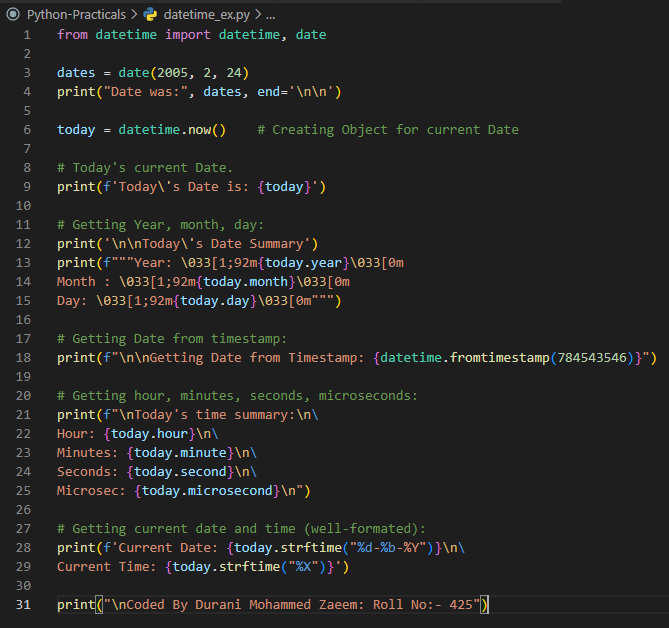 Python-Practicals > datetime_ex.py > ...
1 from datetime import datetime, date
2
3 dates = date(2005, 2, 24)
4 print("Date was:", dates, end='\n\n')
5
6 today = datetime.now()    # Creating Object for current Date
7
8 # Today's current Date.
9 print(f'Today\'s Date is: {today}')
10
11 # Getting Year, month, day:
12 print('\n\nToday\'s Date Summary')
13 print(f"""Year: \033[1;92m{today.year}\033[0m
14 Month : \033[1;92m{today.month}\033[0m
15 Day: \033[1;92m{today.day}\033[0m""")
16
17 # Getting Date from timestamp:
18 print(f"\n\nGetting Date from Timestamp: {datetime.fromtimestamp(784543546)}")
19
20 # Getting hour, minutes, seconds, microseconds:
21 print(f"\nToday's time summary:\n\
22 Hour: {today.hour}\n\
23 Minutes: {today.minute}\n\
24 Seconds: {today.second}\n\
25 Microsec: {today.microsecond}\n")
26
27 # Getting current date and time (well-formated):
28 print(f'Current Date: {today.strftime("%d-%b-%Y")}\n\
29 Current Time: {today.strftime("%X")}')
30
31 print("\nCoded By Durani Mohammed Zaeem: Roll No:- 425")